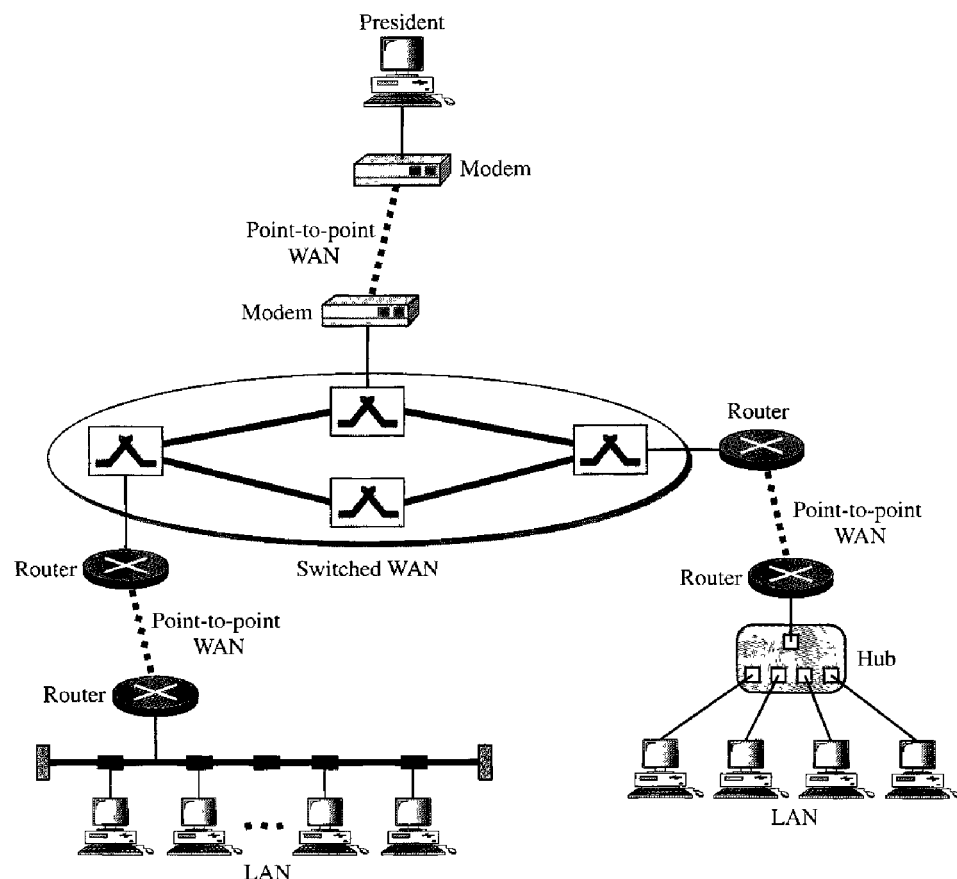 President
Modem
Point-to-point
WAN
Modem
Router
Point-to-point
WAN
Router
Switched WAN
Router
Point-to-point
WAN
Router
Hub
LAN
LAN